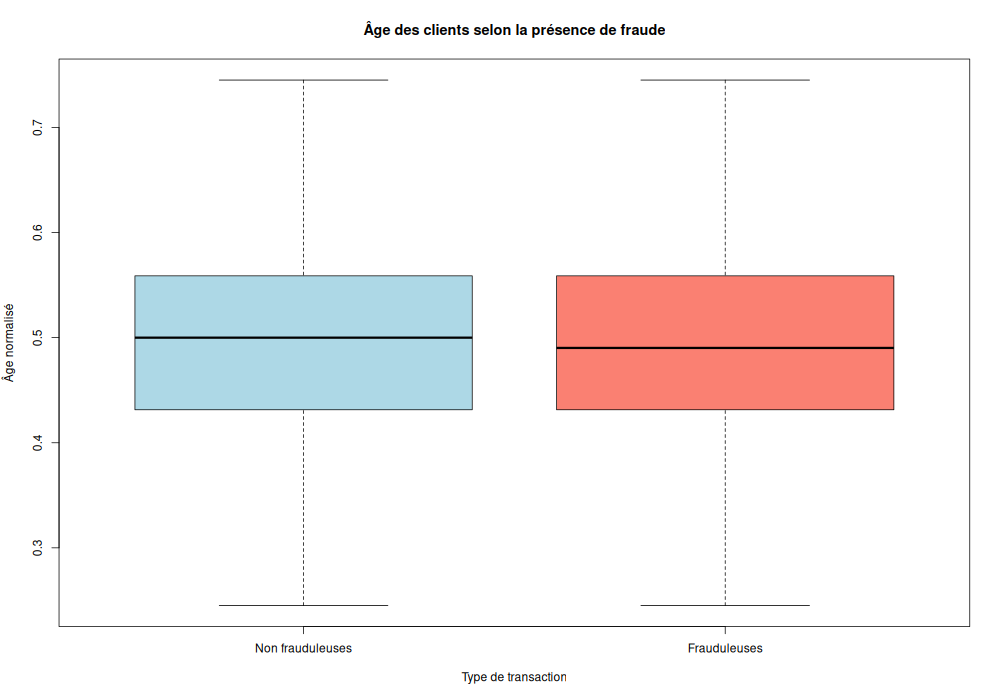 Âge des clients selon la présence de fraude
Âge normalisé
0.7
0.6
0.5
0.4
0.3
Non frauduleuses
Frauduleuses
Type de transaction